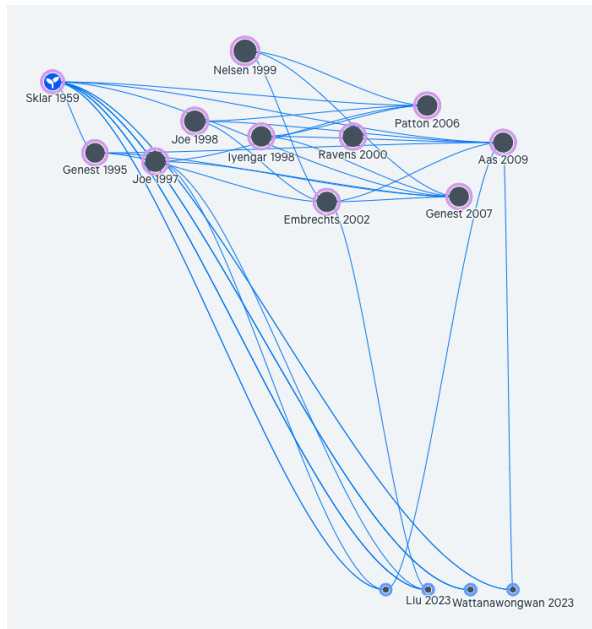 Nelsen 1999
Sklar 1959
Patton 2006
Joe 1998
Iyengar 1998
Ravens 2000
Aas 2009
Genest 1995
Joe 1997
Embrechts 2002
Genest 2007
Liu 2023
Wattanawongwan 2023